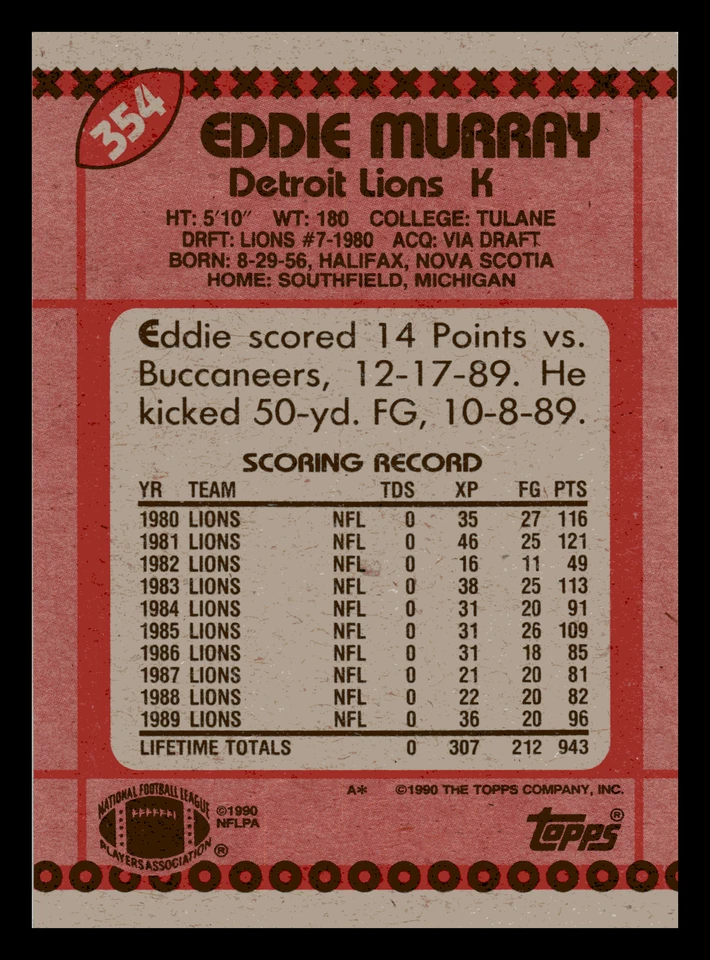 354
EDDIE MURRAY
Detroit Lions K
HT: 5'10" WT: 180 COLLEGE: TULANE
DRFT: LIONS #7-1980 ACQ: VIA DRAFT
BORN: 8-29-56, HALIFAX, NOVA SCOTIA
HOME: SOUTHFIELD, MICHIGAN
Eddie scored 14 Points vs.
Buccaneers, 12-17-89. He
kicked 50-yd. FG, 10-8-89.
SCORING RECORD
YR TEAM TDS XP FG PTS
1980 LIONS NFL 0 35 27 116
1981 LIONS NFL 0 46 25 121
1982 LIONS NFL 0 16 11 49
1983 LIONS NFL 0 38 25 113
1984 LIONS NFL 0 31 20 91
1985 LIONS NFL 0 31 26 109
1986 LIONS NFL 0 31 18 85
1987 LIONS NFL 0 21 20 81
1988 LIONS NFL 0 22 20 82
1989 LIONS NFL 0 36 20 96
LIFETIME TOTALS 0 307 212 943
A* ©1990 THE TOPPS COMPANY, INC.
NATIONAL FOOTBALL LEAGUE
PLAYERS ASSOCIATION ®
©1990
NFLPA
topps ®